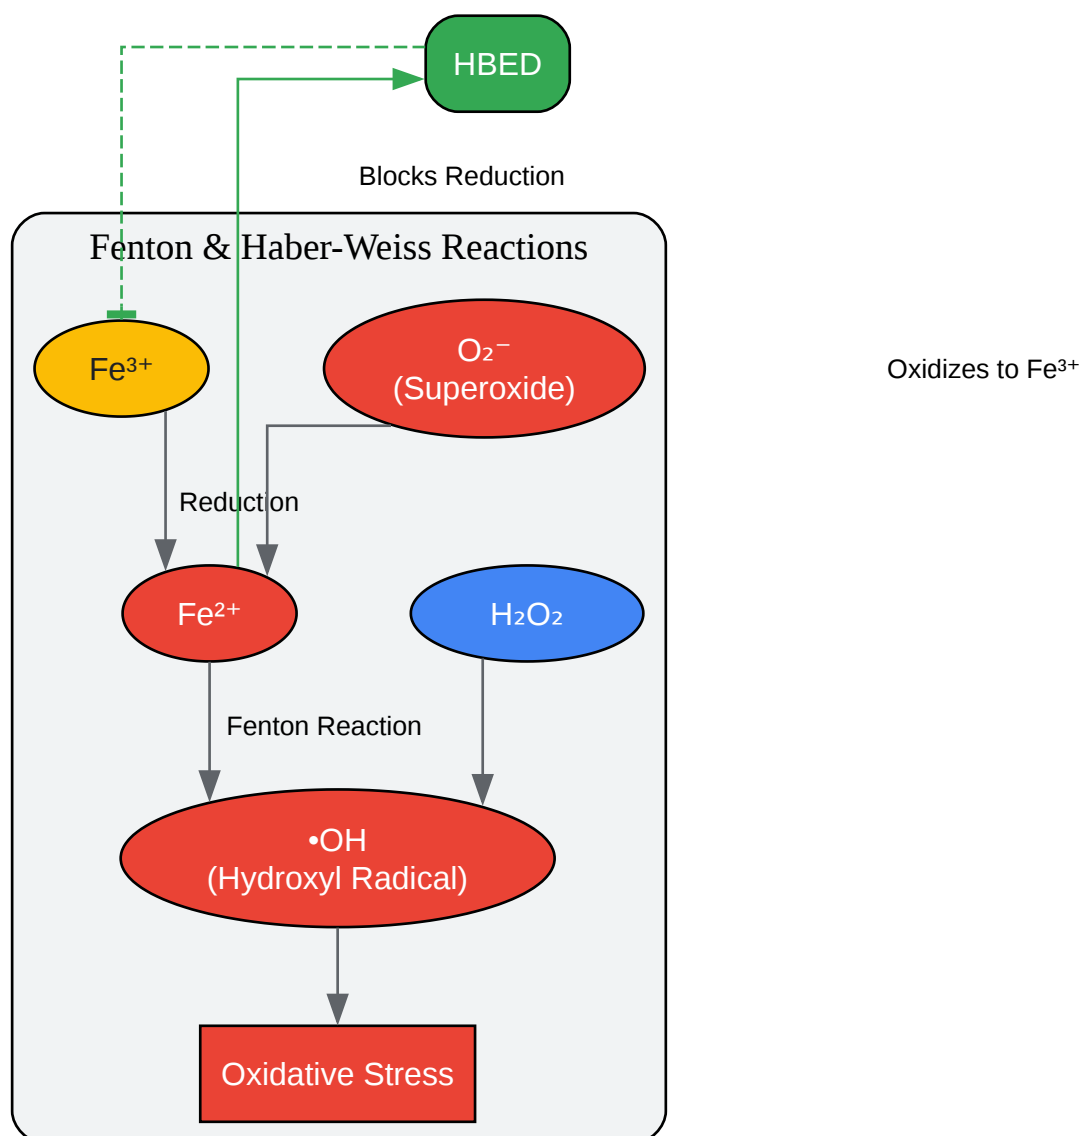 HBED
Blocks Reduction
Fenton & Haber-Weiss Reactions
Fe³⁺
O₂⁻
(Superoxide)
Oxidizes to Fe³⁺
Reduction
Fe²⁺
H₂O₂
Fenton Reaction
•OH
(Hydroxyl Radical)
Oxidative Stress